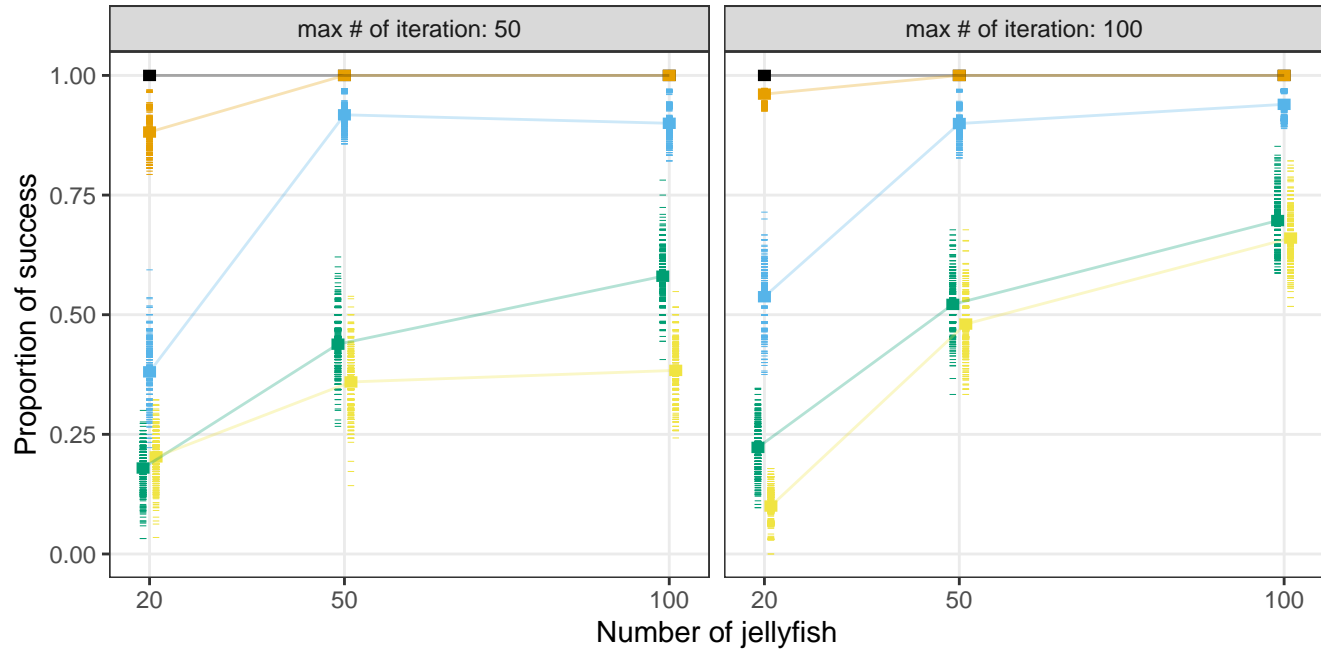 max # of iteration: 50
max # of iteration: 100
Proportion of success
1.00
0.75
0.50
0.25
0.00
20
50
100
20
50
100
Number of jellyfish